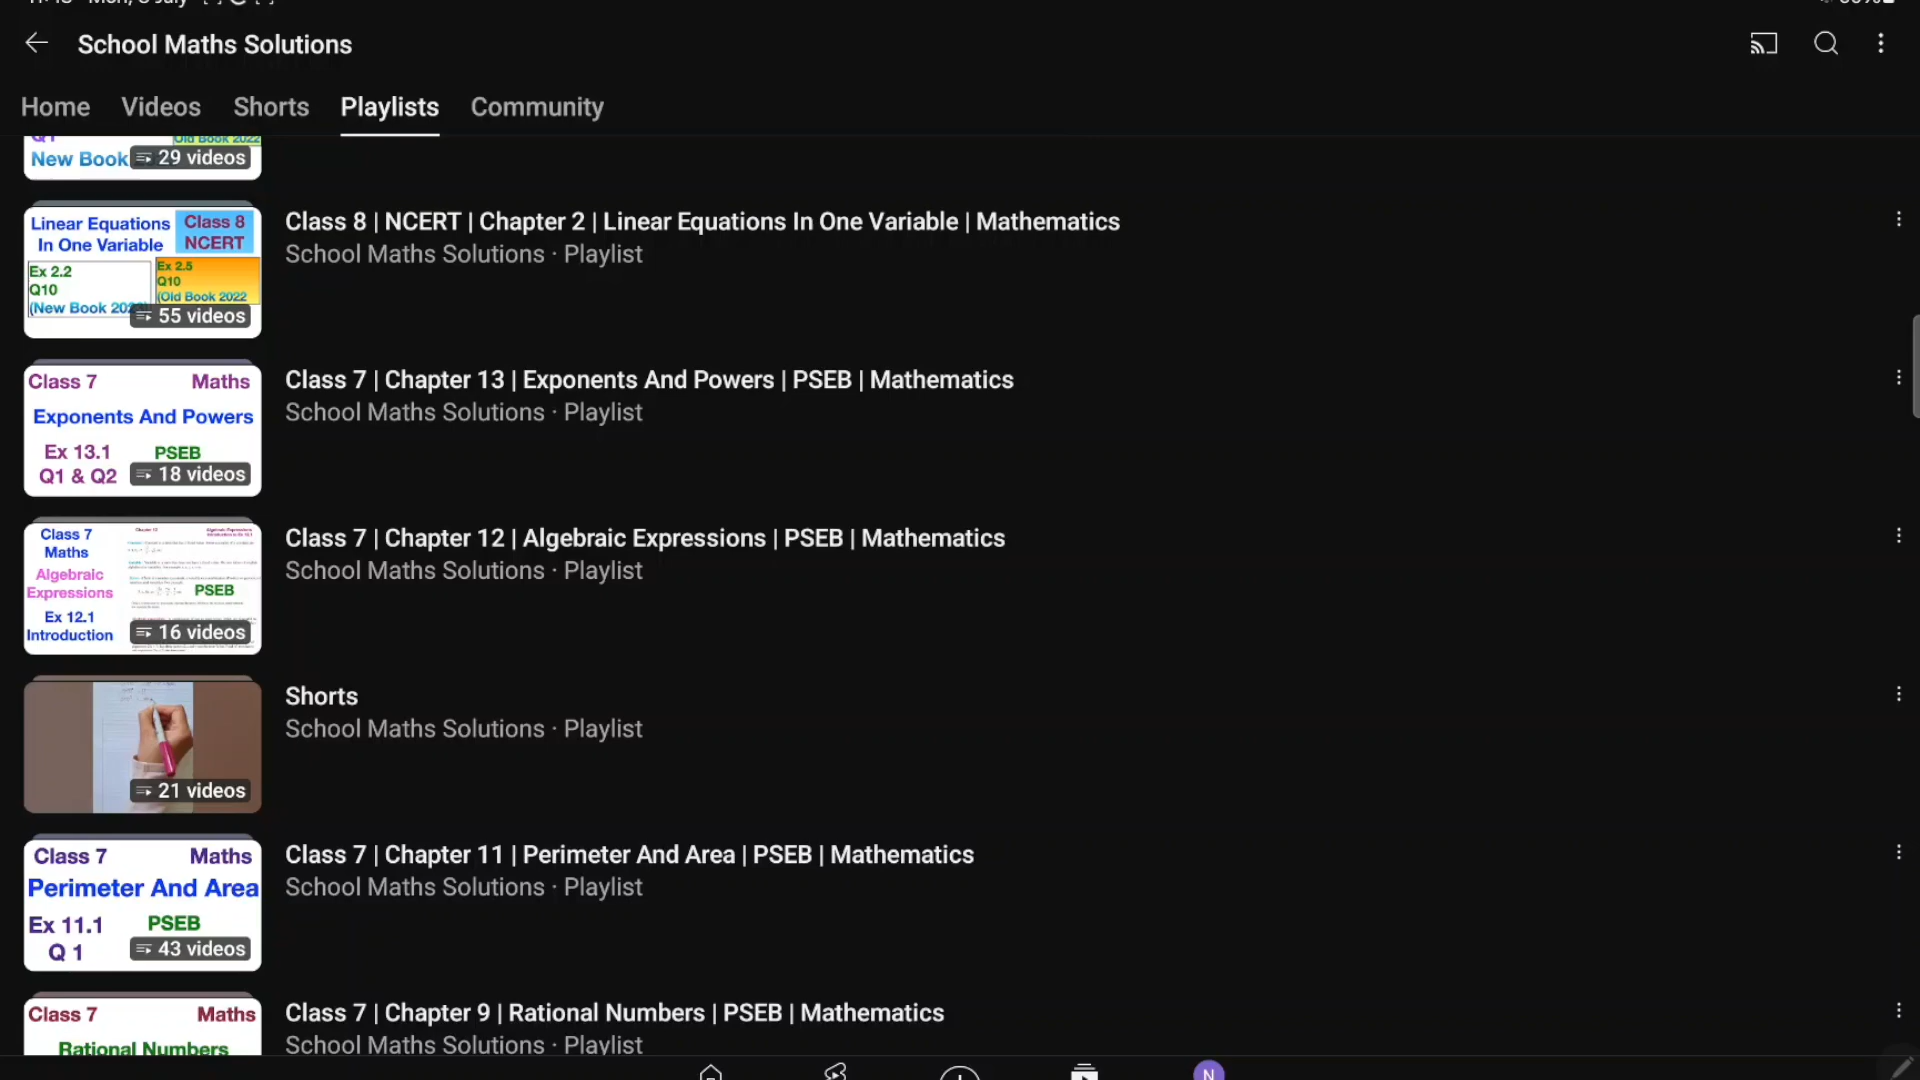 School Maths Solutions
Home Videos Shorts Playlists Community
New Book
29 videos
Linear Equations
In One Variable
Class 8
NCERT
Ex 2.2
Q10
(New Book
Ex 2.5
Q10
(Old Book 2022
55 videos
Class 8 | NCERT | Chapter 2 | Linear Equations In One Variable | Mathematics
School Maths Solutions · Playlist
Class 7 Maths
Exponents And Powers
Ex 13.1 PSEB
Q1 & Q2
18 videos
Class 7 | Chapter 13 | Exponents And Powers | PSEB | Mathematics
School Maths Solutions · Playlist
Class 7
Maths
Algebraic
Expressions
Ex 12.1
Introduction
PSEB
16 videos
Class 7 | Chapter 12 | Algebraic Expressions | PSEB | Mathematics
School Maths Solutions · Playlist
21 videos
Shorts
School Maths Solutions · Playlist
Class 7 Maths
Perimeter And Area
Ex 11.1 PSEB
Q 1
43 videos
Class 7 | Chapter 11 | Perimeter And Area | PSEB | Mathematics
School Maths Solutions · Playlist
Class 7 Maths
Rational Numbers
Class 7 | Chapter 9 | Rational Numbers | PSEB | Mathematics
School Maths Solutions · Playlist
N